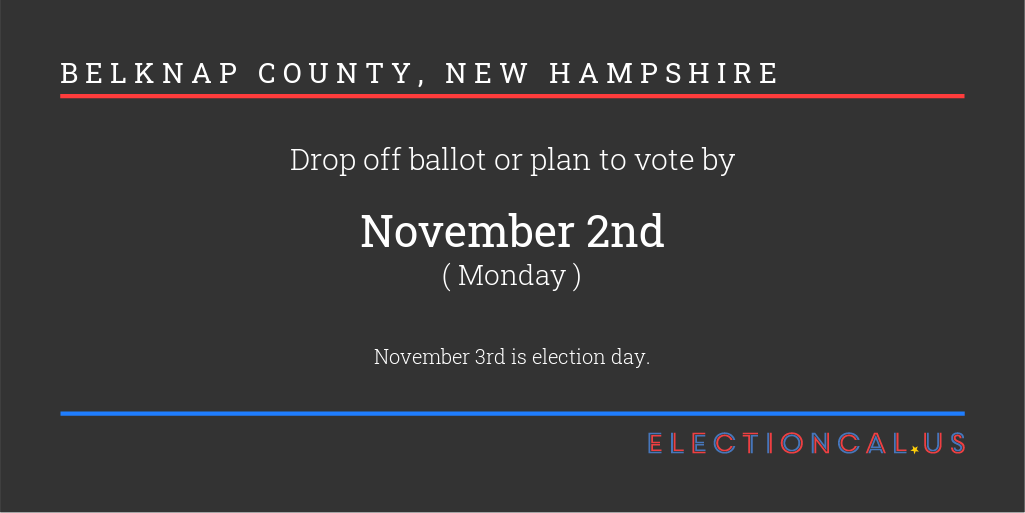 BELKNAP COUNTY, NEW HAMPSHIRE
Drop off ballot or plan to vote by
November 2nd
( Monday )
November 3rd is election day.
ELECTIONCAL.US